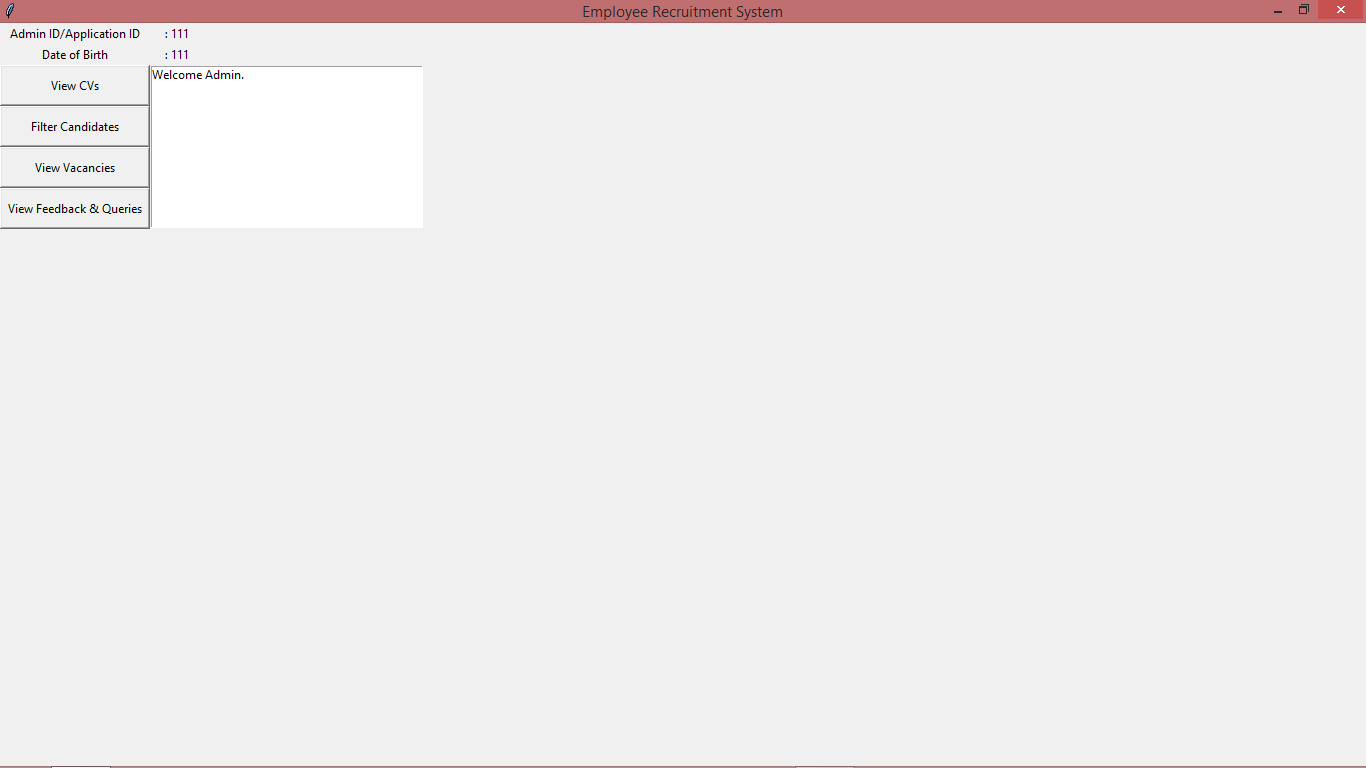 Employee Recruitment System
Admin ID/Application ID : 111
Date of Birth : 111
View CVs
Welcome Admin.
Filter Candidates
View Vacancies
View Feedback & Queries